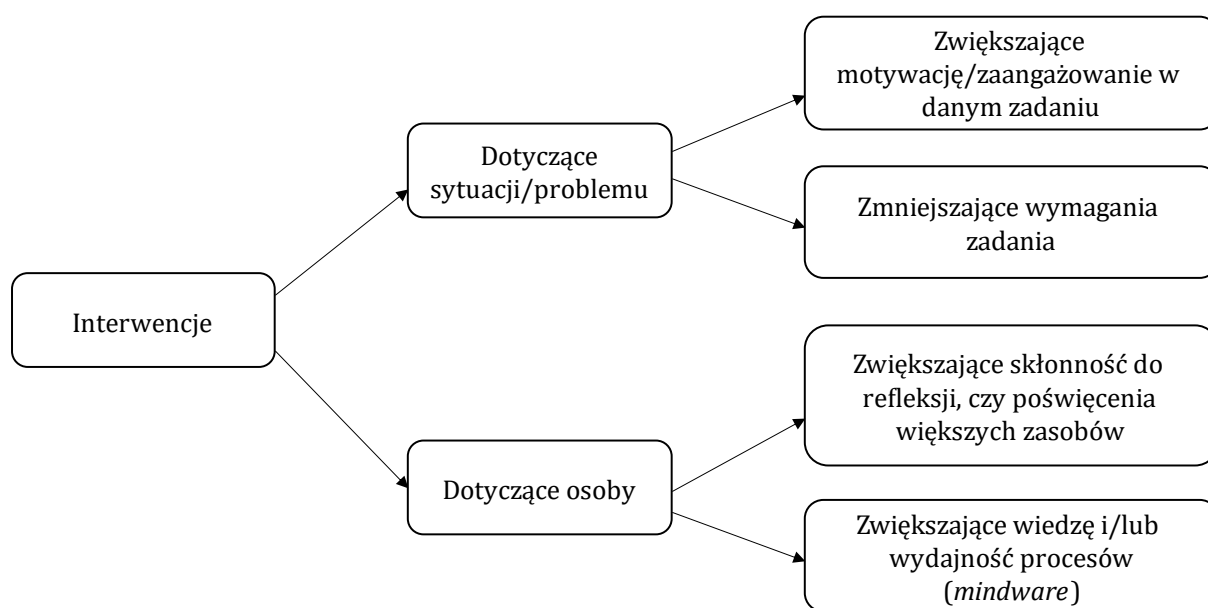 Zwiększające
motywację/zaangażowanie w
danym zadaniu
Dotyczące
sytuacji/problemu
Zmniejszające wymagania
zadania
Interwencje
Zwiększające skłonność do
refleksji, czy poświęcenia
większych zasobów
Dotyczące osoby
Zwiększające wiedzę i/lub
wydajność procesów
(mindware)